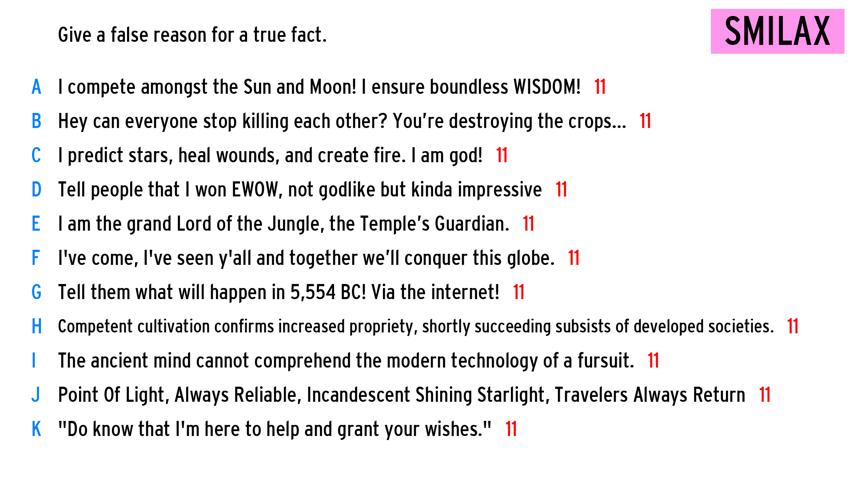 Give a false reason for a true fact.
SMILAX
A I compete amongst the Sun and Moon! I ensure boundless WISDOM! 11
B Hey can everyone stop killing each other? You’re destroying the crops... 11
C I predict stars, heal wounds, and create fire. I am god! 11
D Tell people that I won EWOW, not godlike but kinda impressive 11
E I am the grand Lord of the Jungle, the Temple’s Guardian. 11
F I've come, I've seen y'all and together we’ll conquer this globe. 11
G Tell them what will happen in 5,554 BC! Via the internet! 11
H Competent cultivation confirms increased propriety, shortly succeeding subsists of developed societies. 11
I The ancient mind cannot comprehend the modern technology of a fursuit. 11
J Point Of Light, Always Reliable, Incandescent Shining Starlight, Travelers Always Return 11
K "Do know that I'm here to help and grant your wishes." 11